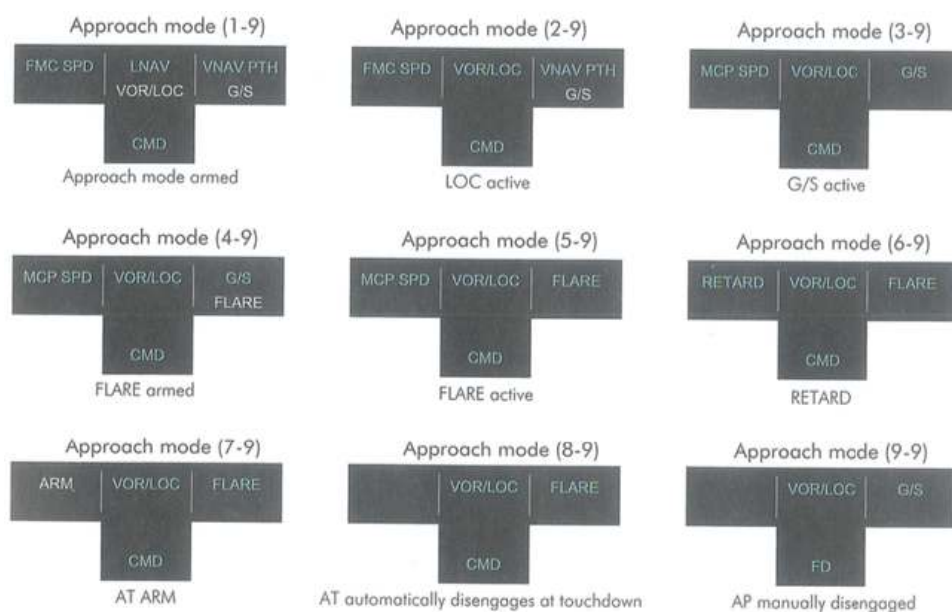 Approach mode (1-9) Approach mode (2-9) Approach mode (3-9)
FMC SPD LNAV VNAV PTH FMC SPD VOR/LOC VNAV PTH MCP SPD VOR/LOC G/S
VOR/LOC G/S G/S
CMD CMD CMD
Approach mode armed LOC active G/S active
Approach mode (4-9) Approach mode (5-9) Approach mode (6-9)
MCP SPD VOR/LOC G/S MCP SPD VOR/LOC FLARE RETARD VOR/LOC FLARE
FLARE
CMD CMD CMD
FLARE armed FLARE active RETARD
Approach mode (7-9) Approach mode (8-9) Approach mode (9-9)
ARM VOR/LOC FLARE VOR/LOC FLARE VOR/LOC G/S
CMD CMD FD
AT ARM AT automatically disengages at touchdown AP manually disengaged